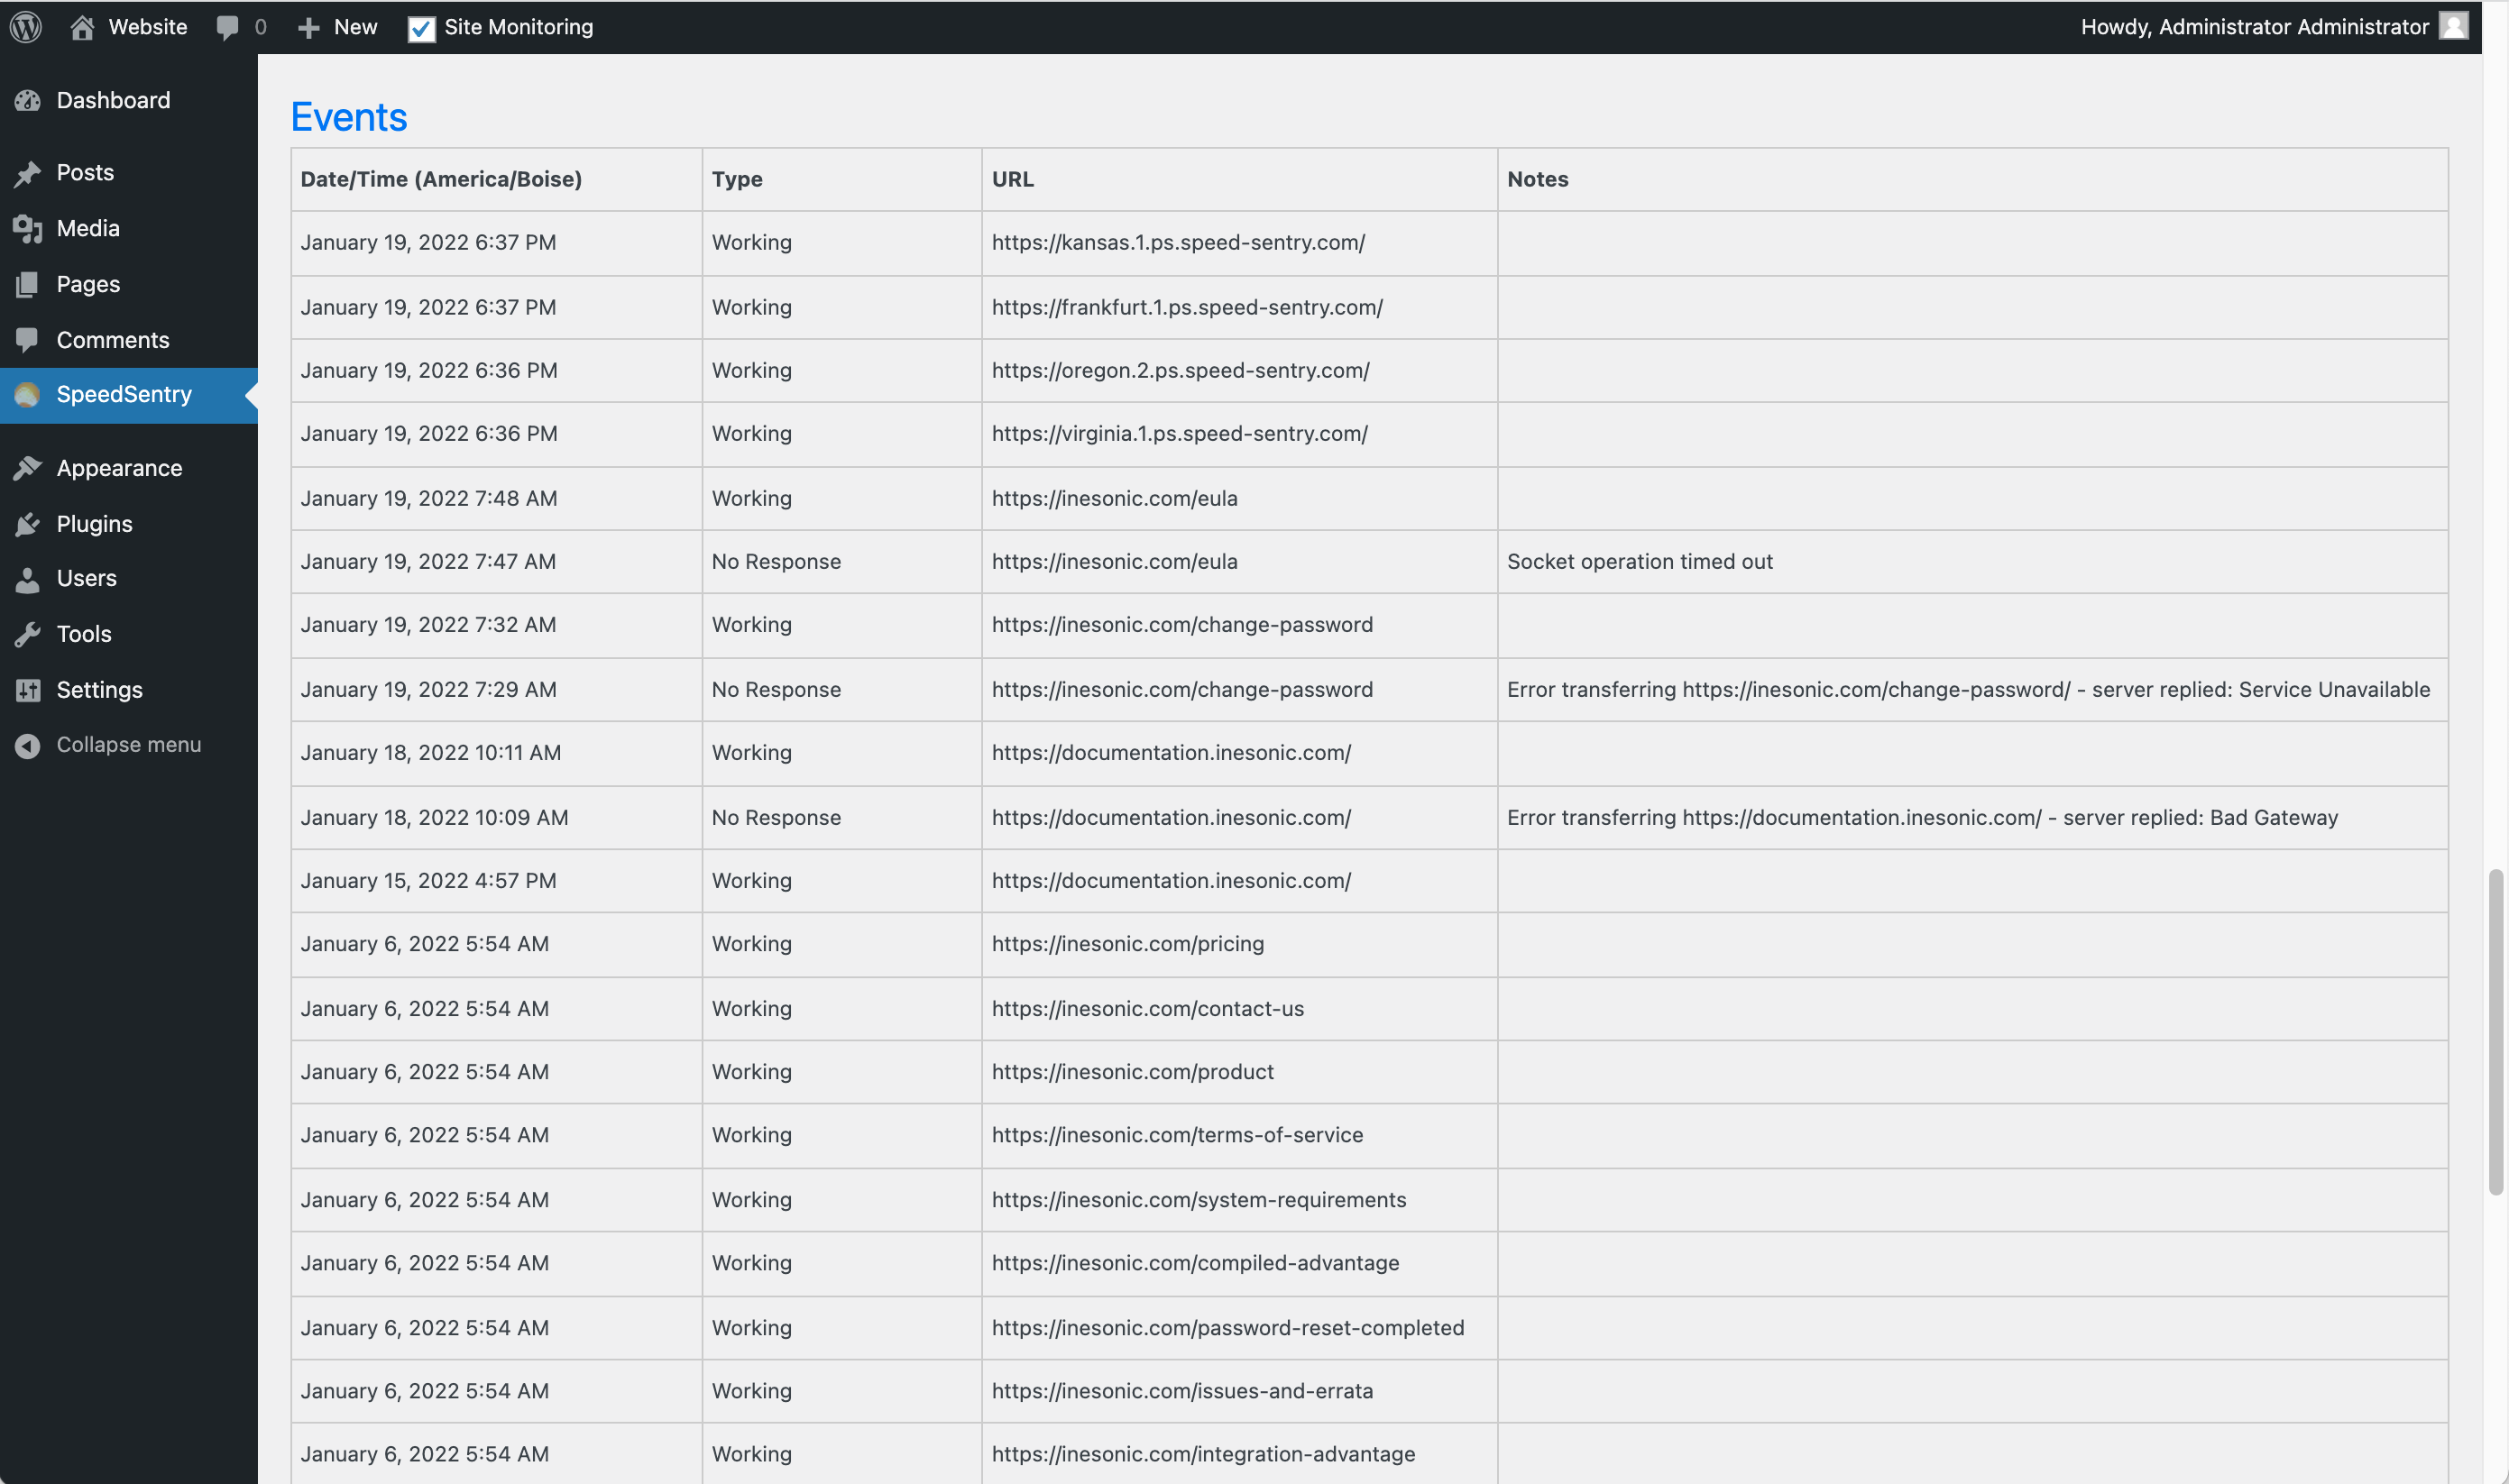 Website 0 New Site Monitoring Howdy, Administrator Administrator
Dashboard
Posts
Media
Pages
Comments
SpeedSentry
Appearance
Plugins
Users
Tools
Settings
Collapse menu
Events
Date/Time (America/Boise) Type URL Notes
January 19, 2022 6:37 PM Working https://kansas.1.ps.speed-sentry.com/
January 19, 2022 6:37 PM Working https://frankfurt.1.ps.speed-sentry.com/
January 19, 2022 6:36 PM Working https://oregon.2.ps.speed-sentry.com/
January 19, 2022 6:36 PM Working https://virginia.1.ps.speed-sentry.com/
January 19, 2022 7:48 AM Working https://inesonic.com/eula
January 19, 2022 7:47 AM No Response https://inesonic.com/eula Socket operation timed out
January 19, 2022 7:32 AM Working https://inesonic.com/change-password
January 19, 2022 7:29 AM No Response https://inesonic.com/change-password Error transferring https://inesonic.com/change-password/ - server replied: Service Unavailable
January 18, 2022 10:11 AM Working https://documentation.inesonic.com/
January 18, 2022 10:09 AM No Response https://documentation.inesonic.com/ Error transferring https://documentation.inesonic.com/ - server replied: Bad Gateway
January 15, 2022 4:57 PM Working https://documentation.inesonic.com/
January 6, 2022 5:54 AM Working https://inesonic.com/pricing
January 6, 2022 5:54 AM Working https://inesonic.com/contact-us
January 6, 2022 5:54 AM Working https://inesonic.com/product
January 6, 2022 5:54 AM Working https://inesonic.com/terms-of-service
January 6, 2022 5:54 AM Working https://inesonic.com/system-requirements
January 6, 2022 5:54 AM Working https://inesonic.com/compiled-advantage
January 6, 2022 5:54 AM Working https://inesonic.com/password-reset-completed
January 6, 2022 5:54 AM Working https://inesonic.com/issues-and-errata
January 6, 2022 5:54 AM Working https://inesonic.com/integration-advantage